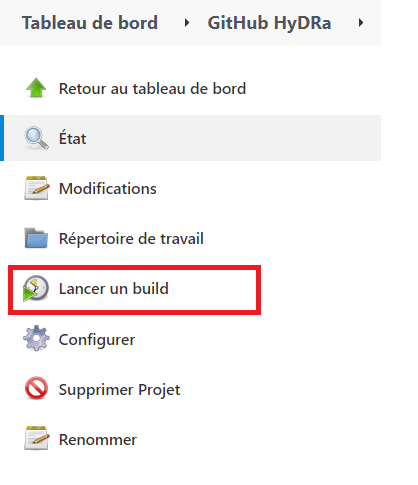 Tableau de bord GitHub HyDRa
Retour au tableau de bord
État
Modifications
Répertoire de travail
Lancer un build
Configurer
Supprimer Projet
Renommer